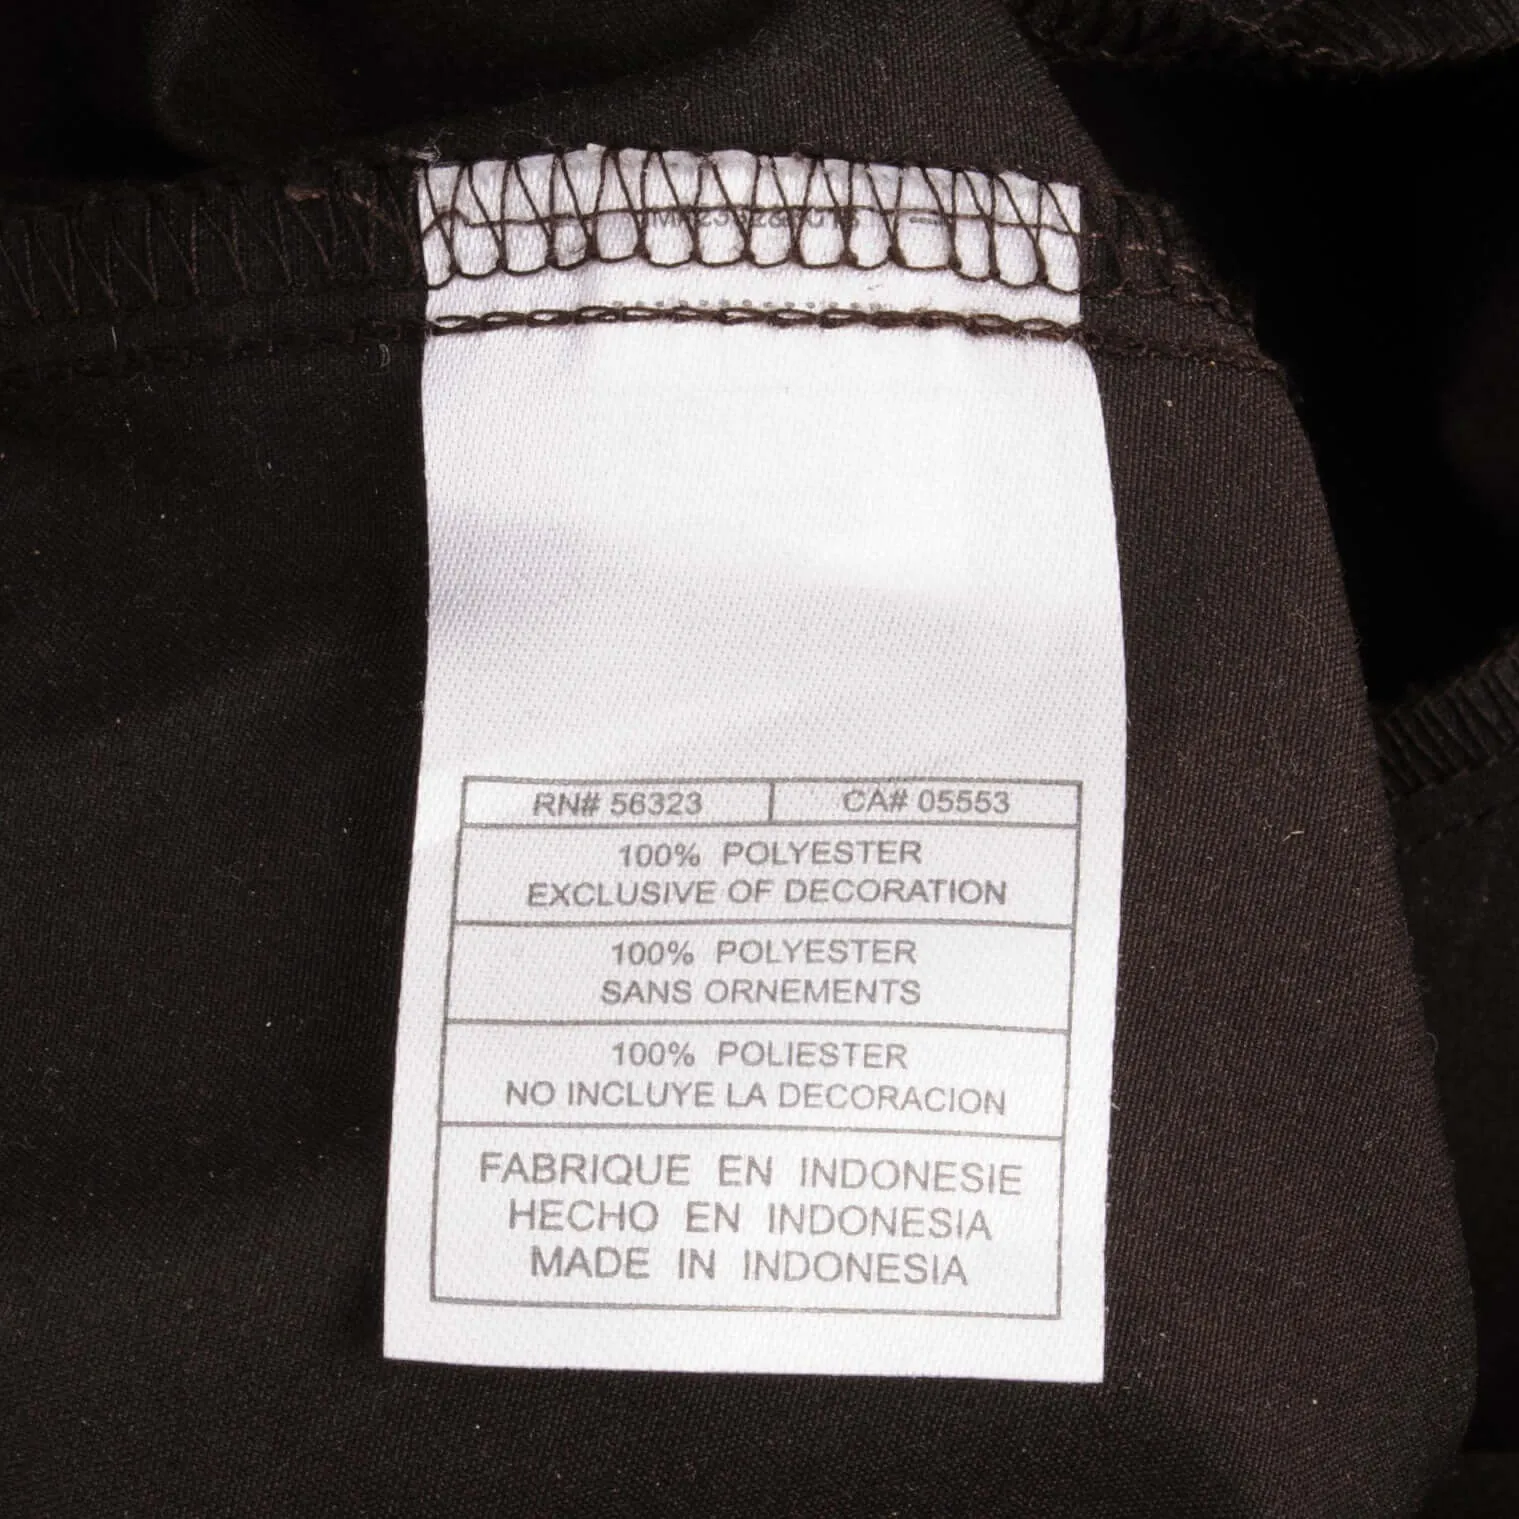 RN# 56323 CA# 05553
100% POLYESTER
EXCLUSIVE OF DECORATION
100% POLYESTER
SANS ORNEMENTS
100% POLIESTER
NO INCLUYE LA DECORACION
FABRIQUE EN INDONESIE
HECHO EN INDONESIA
MADE IN INDONESIA